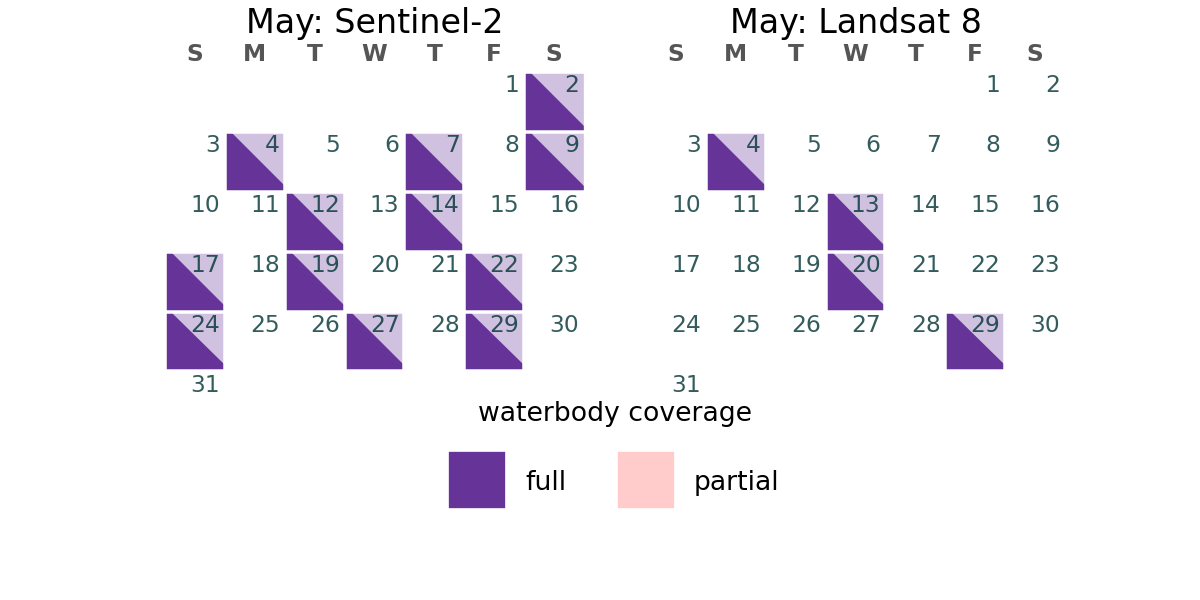 May: Sentinel-2
S M T W T F S
1 2
3 4 5 6 7 8 9
10 11 12 13 14 15 16
17 18 19 20 21 22 23
24 25 26 27 28 29 30
31
May: Landsat 8
S M T W T F S
1 2
3 4 5 6 7 8 9
10 11 12 13 14 15 16
17 18 19 20 21 22 23
24 25 26 27 28 29 30
31
waterbody coverage
full partial